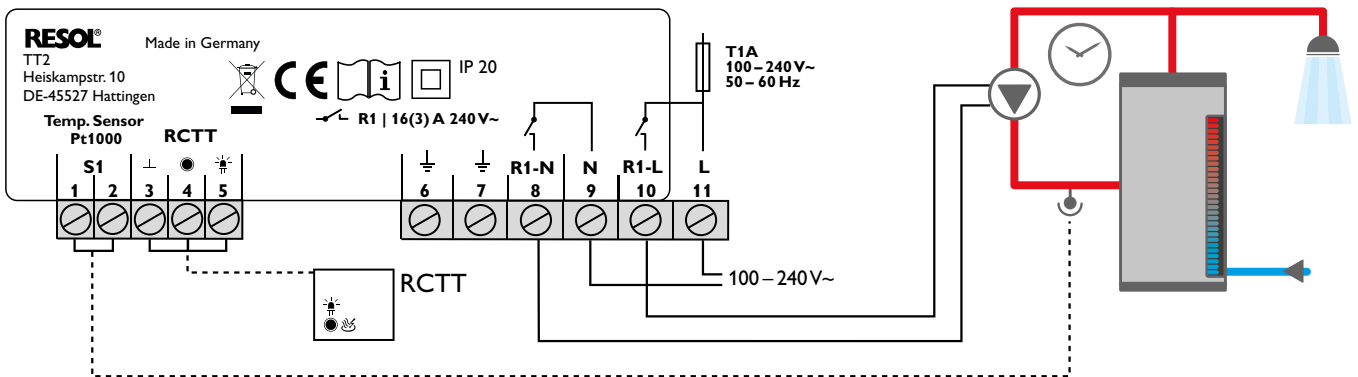 RESOL®
Made in Germany
TT2
Heiskampstr. 10
DE-45527 Hattingen
CE
i
IP 20
T1A
100 – 240 V~
50 – 60 Hz
R1 | 16(3) A 240 V~
Temp. Sensor
Pt1000
RCTT
S1
R1-N N R1-L L
1 2 3 4 5 6 7 8 9 10 11
RCTT
100 – 240 V~